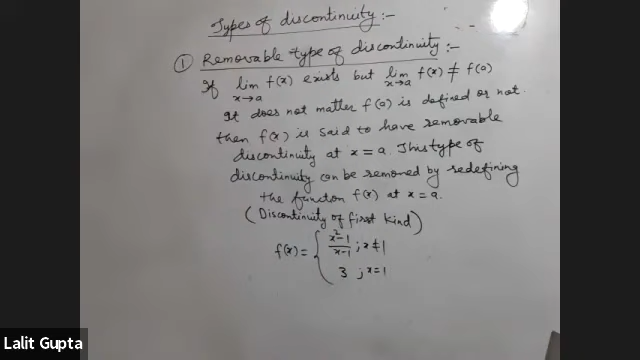 Types of discontinuity :-
① Removable type of discontinuity :-
If lim x→a f(x) exists but lim x→a f(x) ≠ f(a)
It does not matter f(a) is defined or not.
then f(x) is said to have removable
discontinuity at x = a. This type of
discontinuity can be removed by redefining
the functon f(x) at x = a.
(Discontinuity of first kind)
f(x) = { x²-1 / x-1 ; x ≠ 1
3 ; x = 1
Lalit Gupta